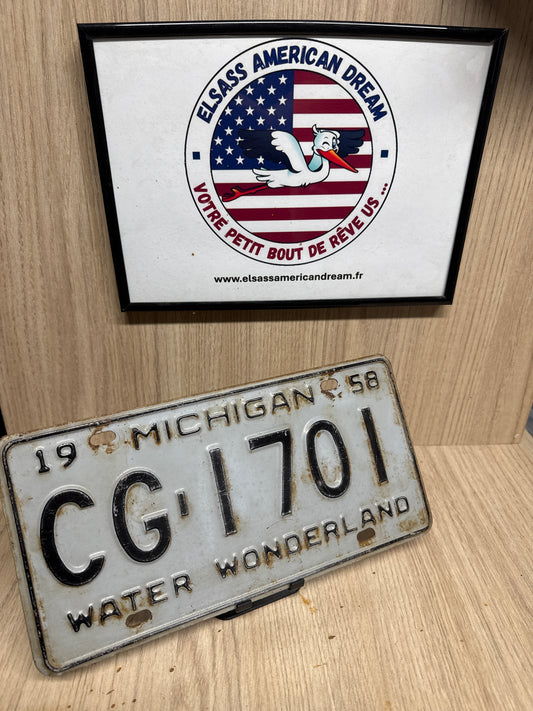 ELSASS AMERICAN DREAM
VOTRE PETIT BOUT DE RÊVE US ...
www.elsassamericandream.fr
19 MICHIGAN 58
CG-1701
WATER WONDERLAND